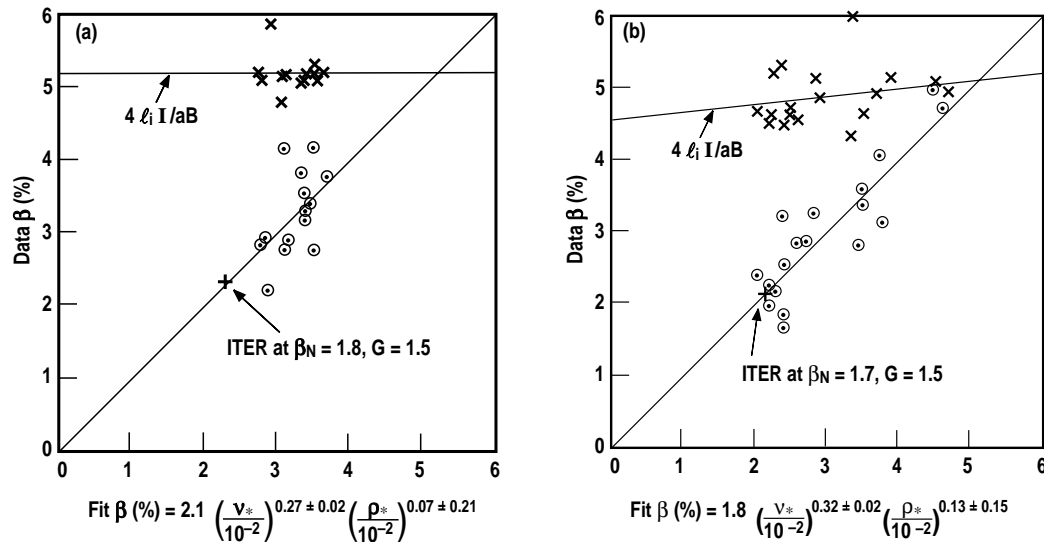 (a)
6
5
4
3
2
1
0
Data β (%)
4 ℓi I/aB
ITER at βN = 1.8, G = 1.5
0 1 2 3 4 5 6
Fit β (%) = 2.1 (ν*/10⁻²)^0.27 ± 0.02 (ρ*/10⁻²)^0.07 ± 0.21
(b)
6
5
4
3
2
1
0
Data β (%)
4 ℓi I/aB
ITER at βN = 1.7, G = 1.5
0 1 2 3 4 5 6
Fit β (%) = 1.8 (ν*/10⁻²)^0.32 ± 0.02 (ρ*/10⁻²)^0.13 ± 0.15